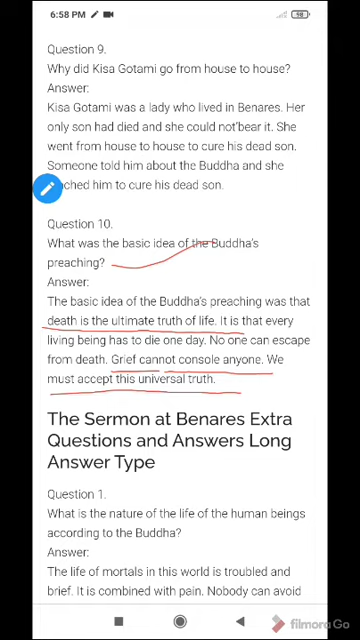 6:58 PM
98
Question 9.
Why did Kisa Gotami go from house to house?
Answer:
Kisa Gotami was a lady who lived in Benares. Her
only son had died and she could not'bear it. She
went from house to house to cure his dead son.
Someone told him about the Buddha and she
ched him to cure his dead son.
Question 10.
What was the basic idea of the Buddha's
preaching?
Answer:
The basic idea of the Buddha's preaching was that
death is the ultimate truth of life. It is that every
living being has to die one day. No one can escape
from death. Grief cannot console anyone. We
must accept this universal truth.
The Sermon at Benares Extra
Questions and Answers Long
Answer Type
Question 1.
What is the nature of the life of the human beings
according to the Buddha?
Answer:
The life of mortals in this world is troubled and
brief. It is combined with pain. Nobody can avoid
filmora Go